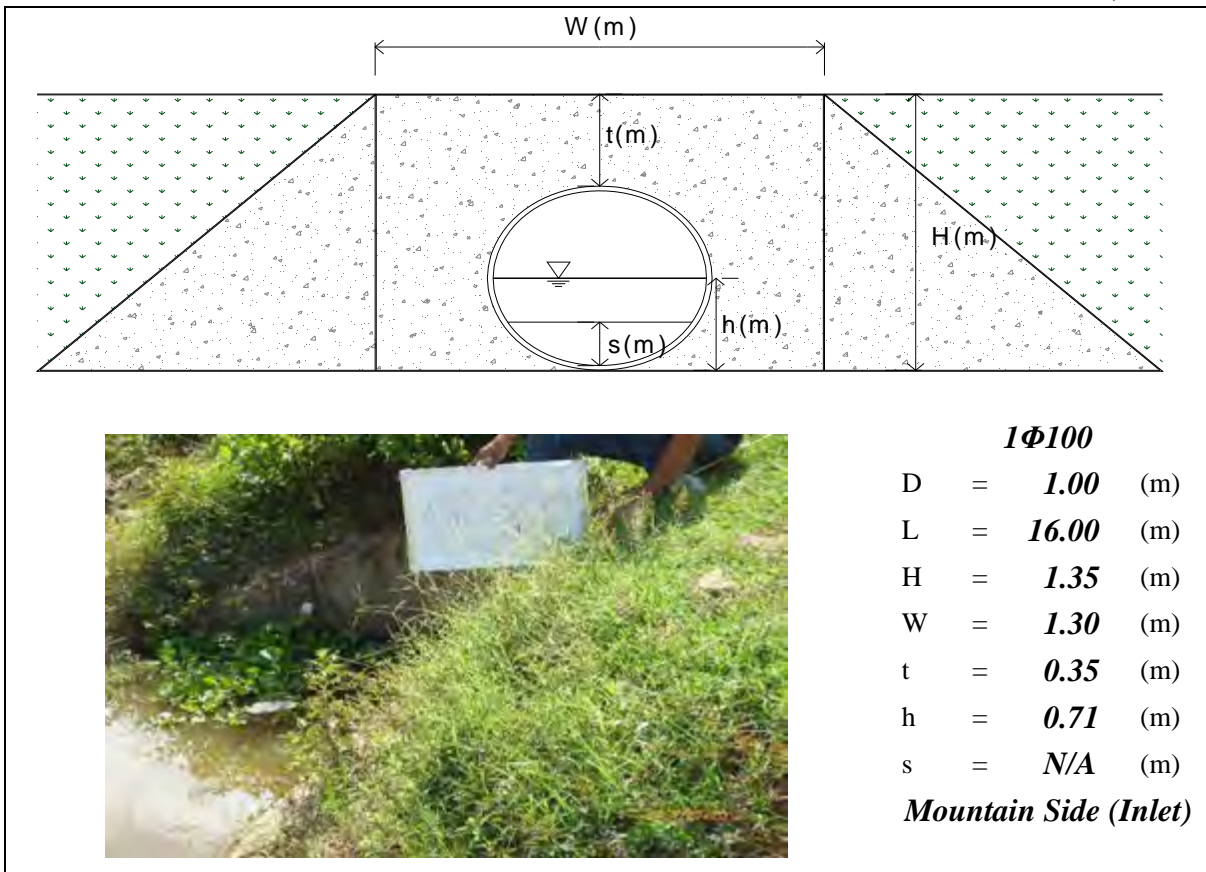 W(m)
t(m)
H(m)
h(m)
s(m)
1Φ100
D = 1.00 (m)
L = 16.00 (m)
H = 1.35 (m)
W = 1.30 (m)
t = 0.35 (m)
h = 0.71 (m)
s = N/A (m)
Mountain Side (Inlet)